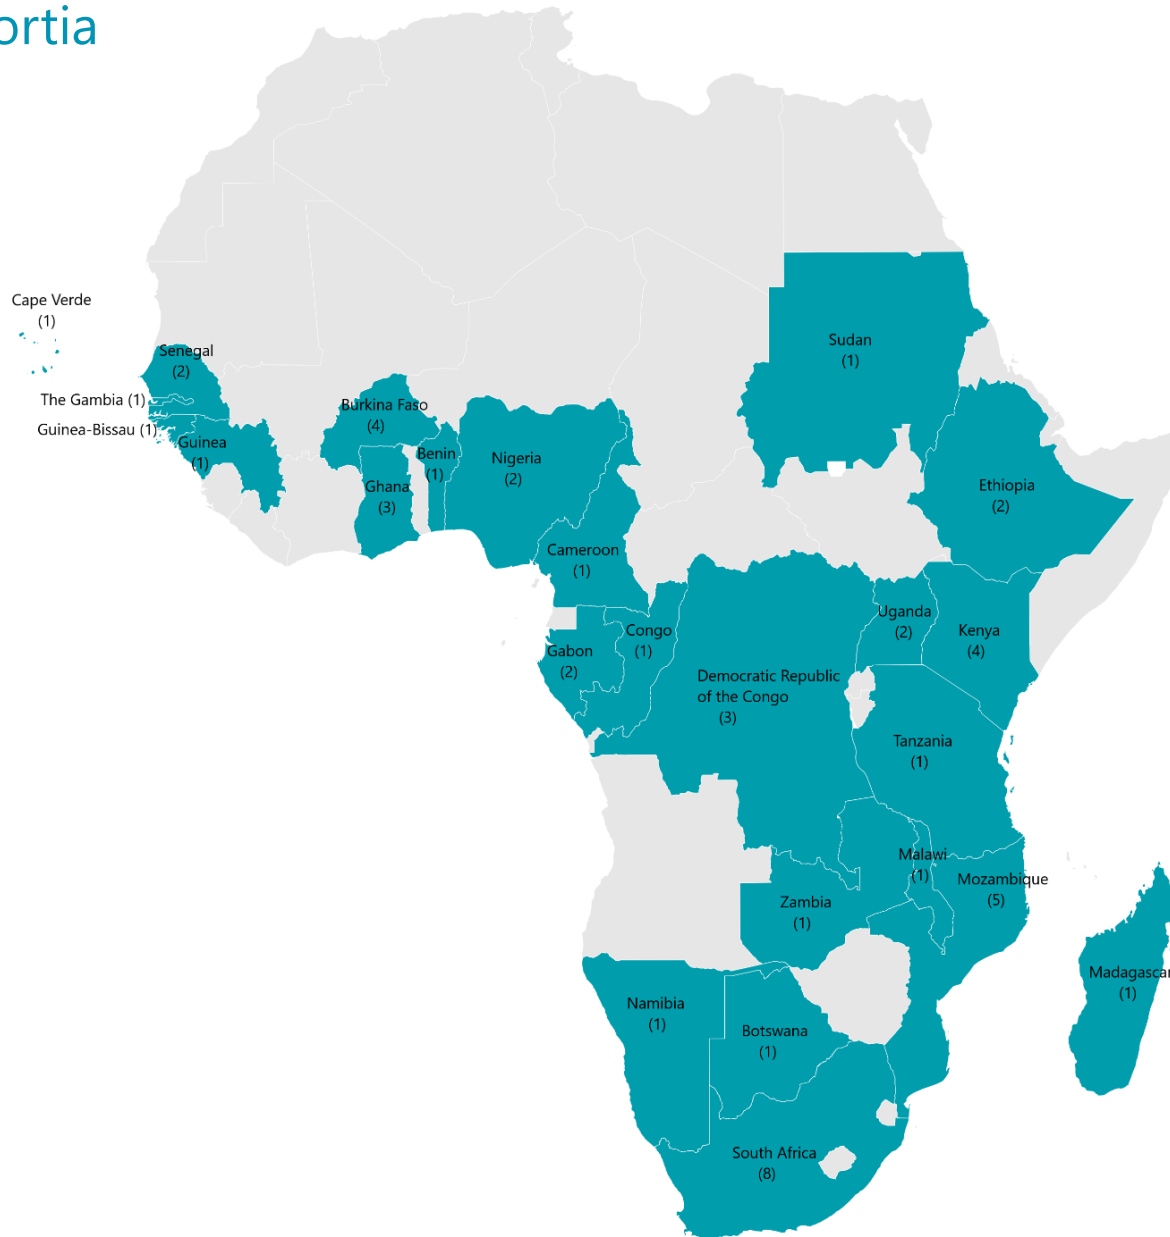 ortia
Cape Verde
(1)
Senegal
(2)
The Gambia (1)
Guinea-Bissau (1)
Guinea
(1)
Burkina Faso
(4)
Ghana
(3)
Benin
(1)
Nigeria
(2)
Sudan
(1)
Ethiopia
(2)
Cameroon
(1)
Gabon
(2)
Congo
(1)
Uganda
(2)
Kenya
(4)
Democratic Republic
of the Congo
(3)
Tanzania
(1)
Malawi
(1)
Mozambique
(5)
Zambia
(1)
Madagascar
(1)
Namibia
(1)
Botswana
(1)
South Africa
(8)